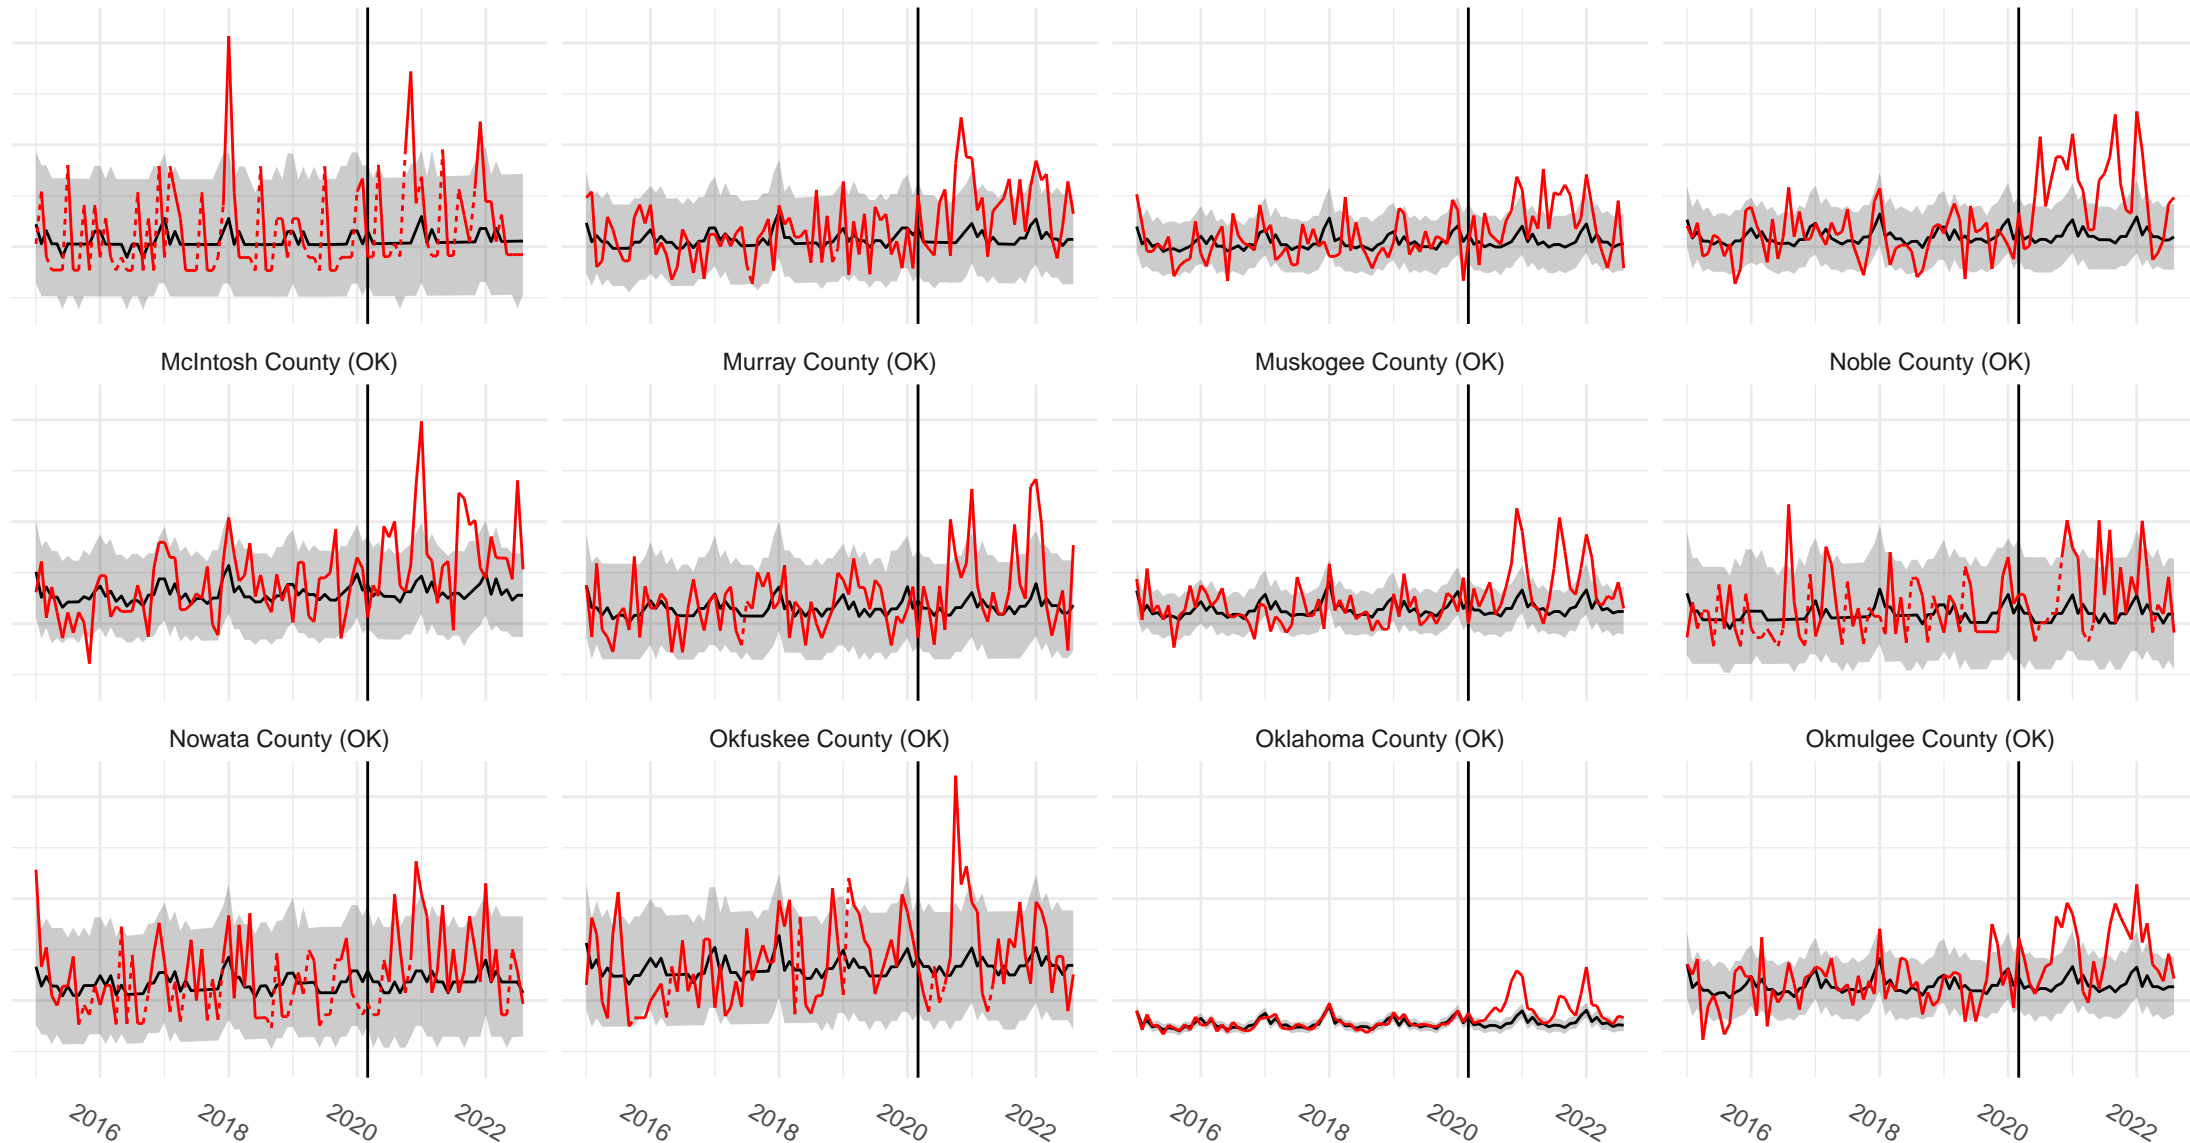 McIntosh County (OK) Murray County (OK) Muskogee County (OK) Noble County (OK)
Nowata County (OK) Okfuskee County (OK) Oklahoma County (OK) Okmulgee County (OK)
2016 2018 2020 2022 2016 2018 2020 2022 2016 2018 2020 2022 2016 2018 2020 2022